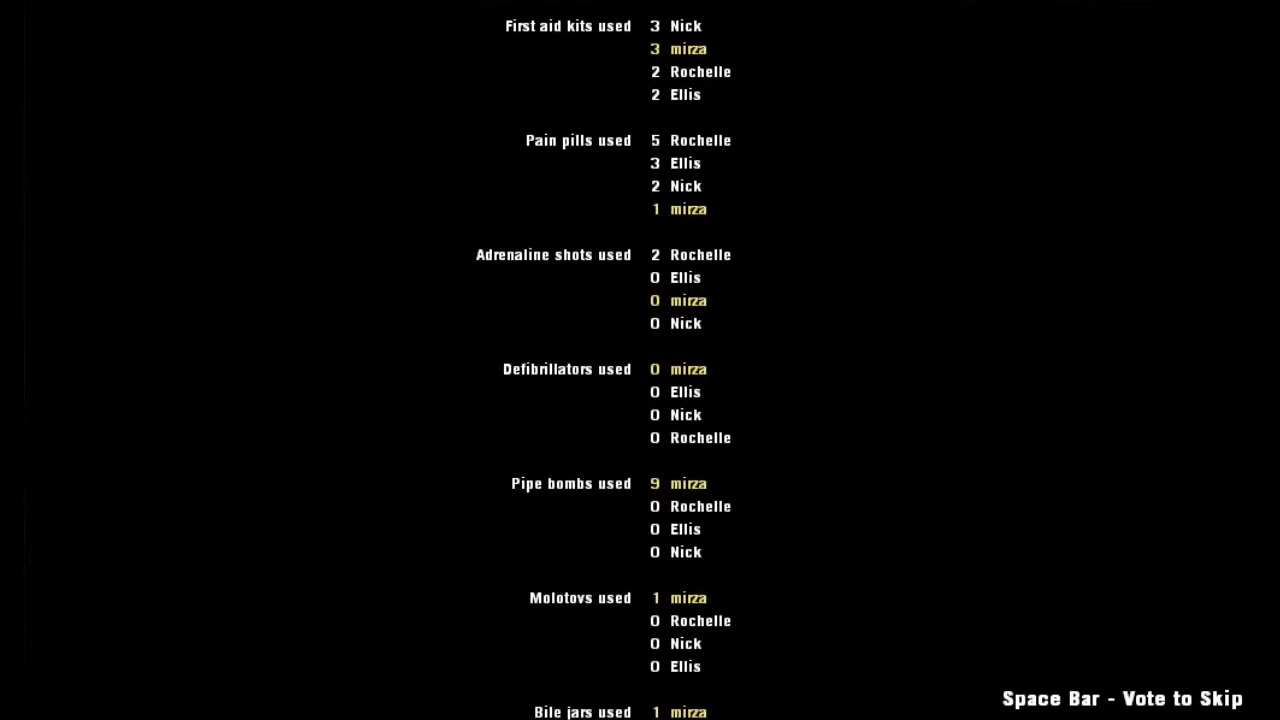 First aid kits used 3 Nick
3 mirza
2 Rochelle
2 Ellis
Pain pills used 5 Rochelle
3 Ellis
2 Nick
1 mirza
Adrenaline shots used 2 Rochelle
0 Ellis
0 mirza
0 Nick
Defibrillators used 0 mirza
0 Ellis
0 Nick
0 Rochelle
Pipe bombs used 9 mirza
0 Rochelle
0 Ellis
0 Nick
Molotovs used 1 mirza
0 Rochelle
0 Nick
0 Ellis
Bile jars used 1 mirza
Space Bar - Vote to Skip